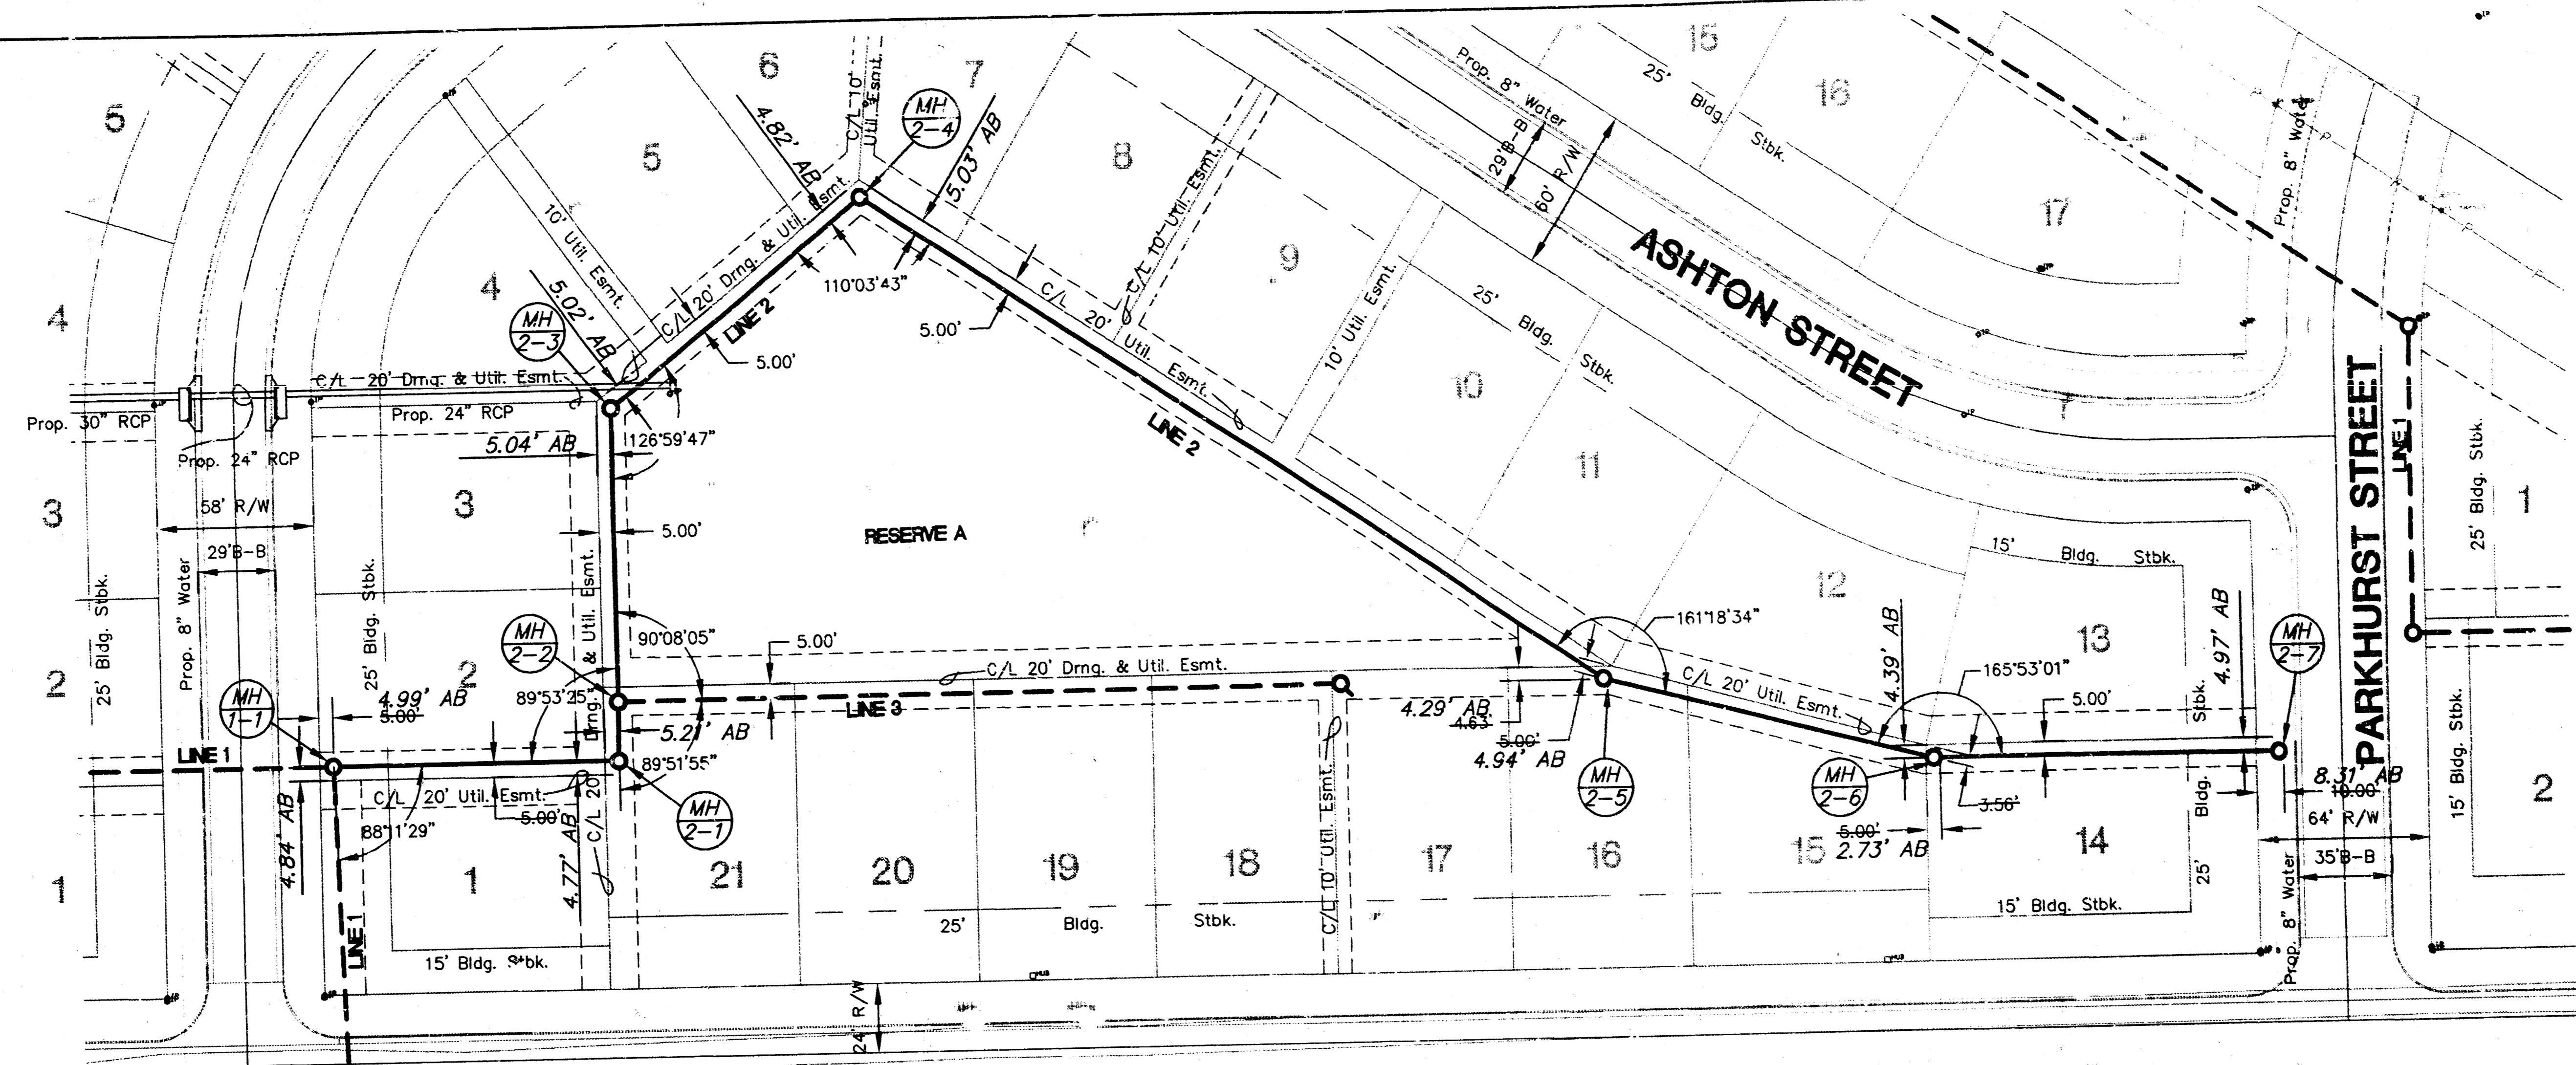 5
4
3
2
1
Prop. 30" RCP
Prop. 24" RCP
58' R/W
29'B-B
25' Bldg. Stbk.
Prop. 8" Water
25' Bldg. Stbk.
LINE 1
MH
1-1
4.99' AB
5.00'
4.84' AB
88°11'29"
LINE 1
C/L 20' Util. Esmt.
5.00'
4.77' AB
C/L 20'
Drng. & Util. Esmt.
1
2
3
4
5
6
7
8
9
10
11
12
13
14
15
16
17
18
19
20
21
15' Bldg. Stbk.
C/L 20' Drng. & Util. Esmt.
Prop. 24" RCP
MH
2-3
5.02' AB
5.04' AB
126°59'47"
5.00'
MH
2-2
90°08'05"
89°53'25"
5.21' AB
89°51'55"
MH
2-1
10' Util. Esmt.
C/L 20' Drng. & Util. Esmt.
LINE 2
5.00'
4.82' AB
C/L 10'
Util. Esmt.
MH
2-4
5.03' AB
110°03'43"
5.00'
C/L 20' Util. Esmt.
C/L 10' Util. Esmt.
10' Util. Esmt.
LINE 2
RESERVE A
5.00'
C/L 20' Drng. & Util. Esmt.
LINE 3
25' Bldg. Stbk.
C/L 10' Util. Esmt.
24' R/W
4.29' AB
4.63'
5.00'
4.94' AB
MH
2-5
161°18'34"
C/L 20' Util. Esmt.
4.39' AB
MH
2-6
165°53'01"
5.00'
2.73' AB
3.56'
5.00'
4.97' AB
MH
2-7
8.31' AB
10.00'
64' R/W
35'B-B
15' Bldg. Stbk.
25' Bldg. Stbk.
15' Bldg. Stbk.
Prop. 8" Water
25' Bldg. Stbk.
ASHTON STREET
Prop. 8" Water
29'B-B
60' R/W
15
16
17
25' Bldg. Stbk.
Prop. 8" Water
PARKHURST STREET
LINE 1
25' Bldg. Stbk.
1
15' Bldg. Stbk.
2